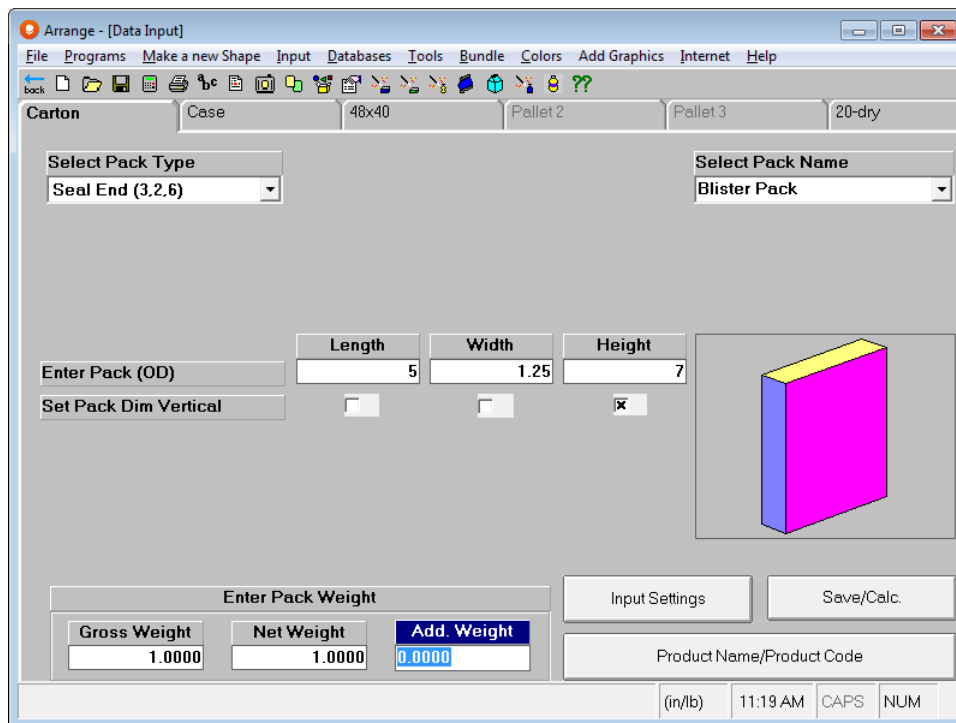 Arrange - [Data Input]
File Programs Make a new Shape Input Databases Tools Bundle Colors Add Graphics Internet Help
back abc ??
Carton Case 48x40 Pallet 2 Pallet 3 20-dry
Select Pack Type Select Pack Name
Seal End (3,2,6) Blister Pack
Length Width Height
Enter Pack (OD) 5 1.25 7
Set Pack Dim Vertical
Enter Pack Weight
Input Settings Save/Calc.
Gross Weight Net Weight Add. Weight
1.0000 1.0000 0.0000
Product Name/Product Code
(in/lb) 11:19 AM CAPS NUM